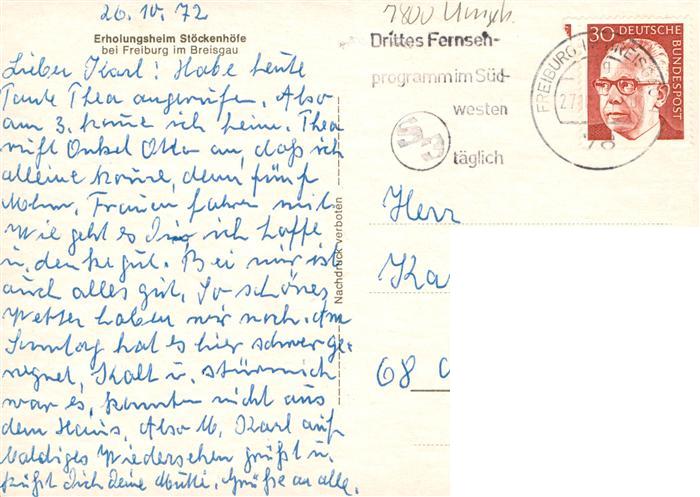 26.10.72
Erholungsheim Stöckenhöfe
bei Freiburg im Breisgau
Lieber Karl! Habe heute
Tante Thea angerufen. Also
am 3. komme ich heim. Thea
ruft Onkel Otto an, daß ich
alleine komme, denn fünf
Frauen fahren mit.
Wie geht es Dir, ich hoffe
u. denke gut. Bei mir ist
auch alles gut. So schönes
Wetter haben wir noch. Am
Sonntag hat es hier schwer ge-
regnet, Kalt u. stürmisch
war es, konnten nicht aus
dem Haus. Also lb. Karl auf
baldiges Wiedersehen grüßt u.
küßt Dich deine Mutti. Grüße an alle.
Nachdruck verboten
Drittes Fernseh-
programm im Süd-
westen
täglich
FREIBURG
30 DEUTSCHE
BUNDESPOST
Herr
Ka
68